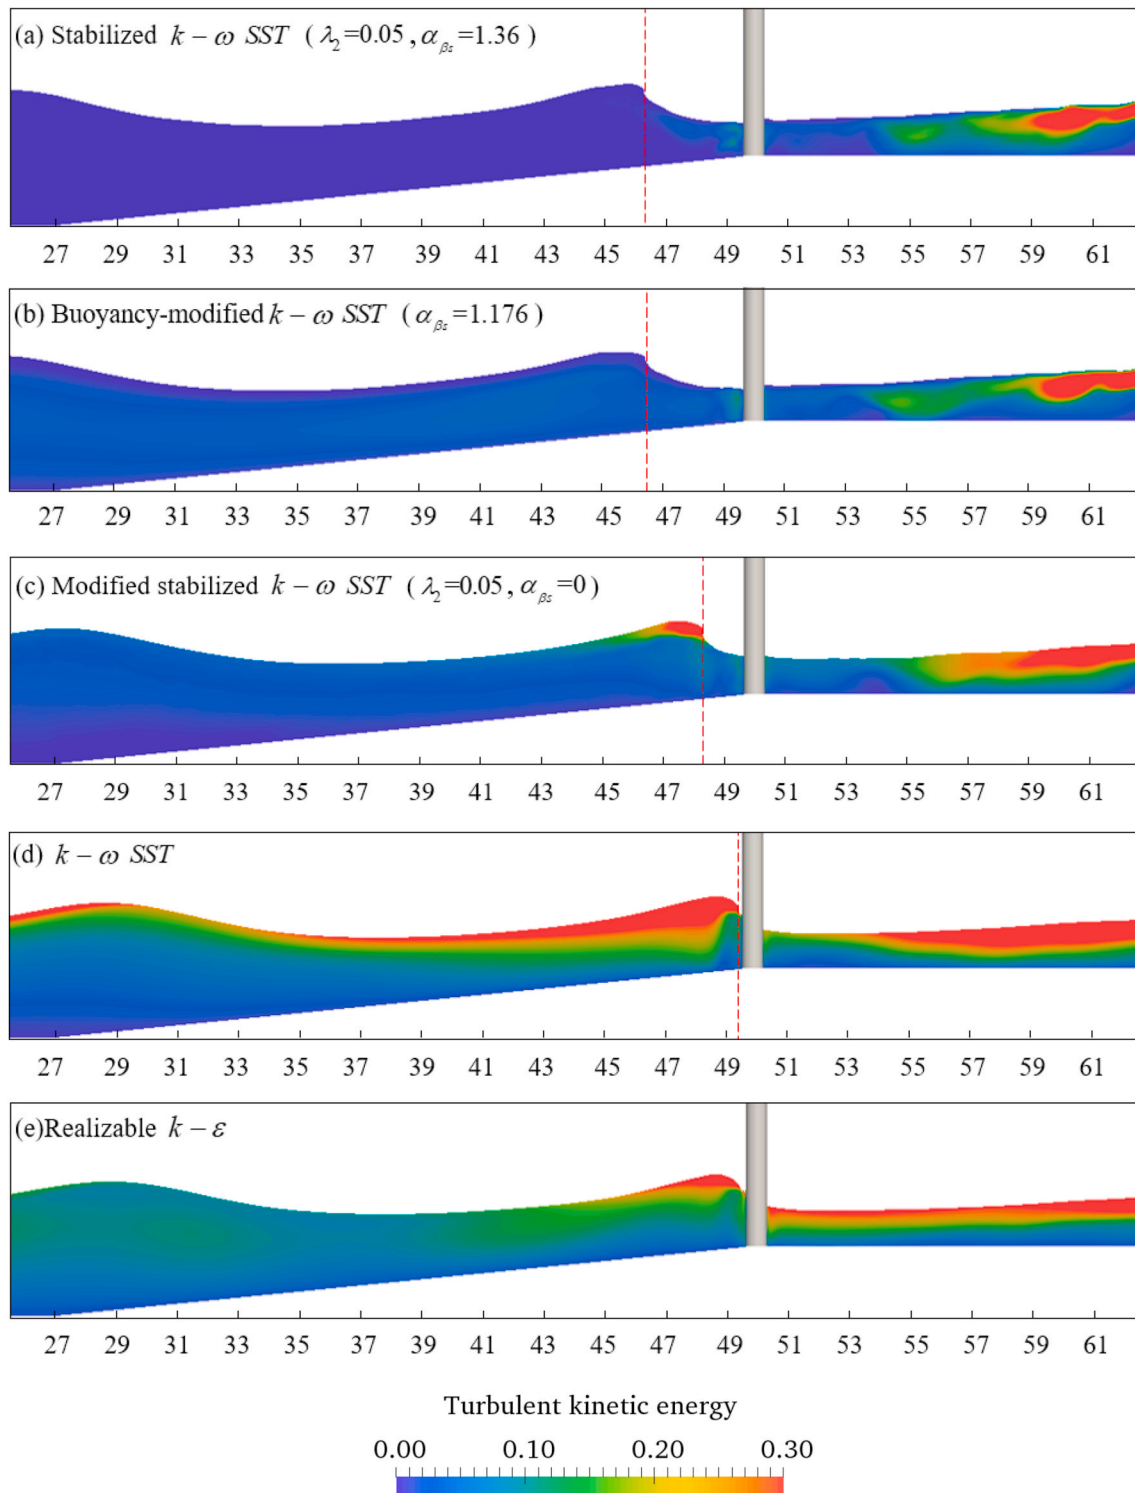 (a) Stabilized k − ω SST ( λ₂=0.05 , α_βs=1.36 )
27 29 31 33 35 37 39 41 43 45 47 49 51 53 55 57 59 61
(b) Buoyancy-modified k − ω SST ( α_βs=1.176 )
27 29 31 33 35 37 39 41 43 45 47 49 51 53 55 57 59 61
(c) Modified stabilized k − ω SST ( λ₂=0.05 , α_βs=0 )
27 29 31 33 35 37 39 41 43 45 47 49 51 53 55 57 59 61
(d) k − ω SST
27 29 31 33 35 37 39 41 43 45 47 49 51 53 55 57 59 61
(e)Realizable k − ε
27 29 31 33 35 37 39 41 43 45 47 49 51 53 55 57 59 61
Turbulent kinetic energy
0.00 0.10 0.20 0.30